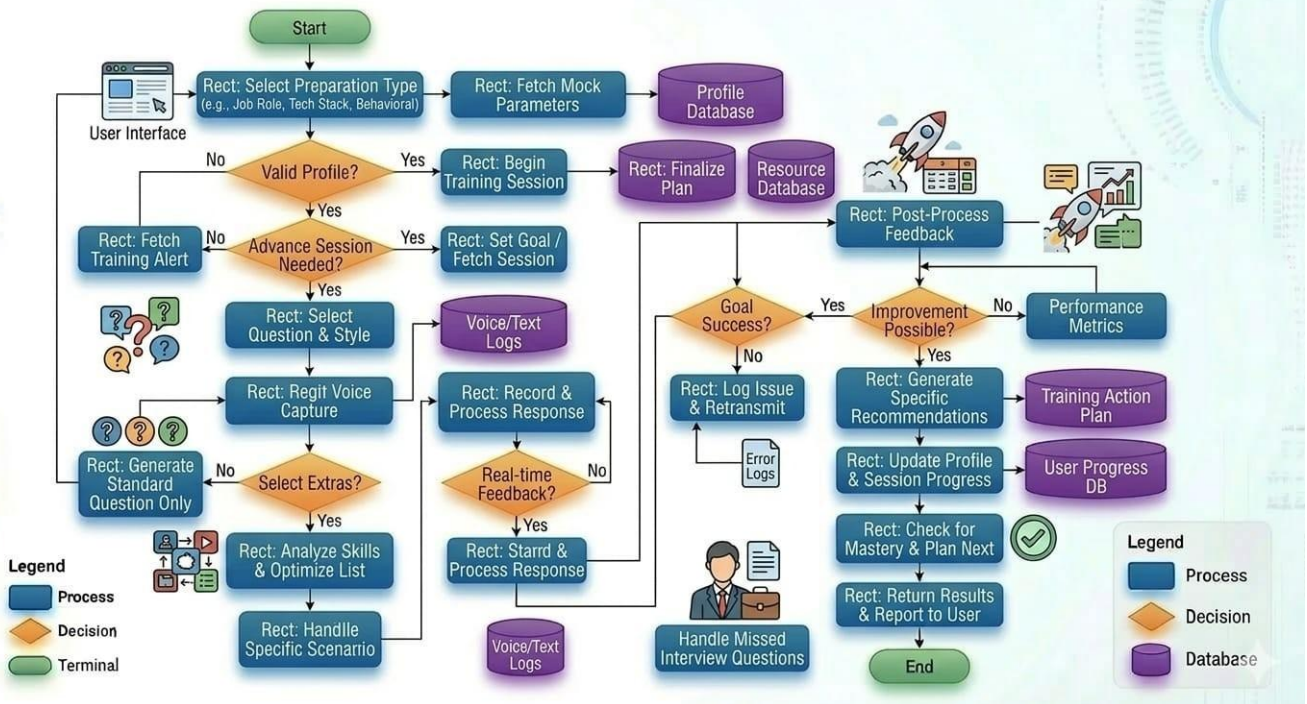 Start
Rect: Select Preparation Type
(e.g., Job Role, Tech Stack, Behavioral)
User Interface
Rect: Fetch Mock
Parameters
Profile
Database
No
Valid Profile?
Yes
Rect: Begin
Training Session
Rect: Finalize
Plan
Resource
Database
Yes
Rect: Fetch
Training Alert
No
Advance Session
Needed?
Yes
Rect: Set Goal /
Fetch Session
Yes
Rect: Select
Question & Style
Voice/Text
Logs
Rect: Regit Voice
Capture
Rect: Generate
Standard
Question Only
No
Select Extras?
Yes
Rect: Analyze Skills
& Optimize List
Rect: Handlle
Specific Scenario
Rect: Record &
Process Response
Real-time
Feedback?
No
Yes
Rect: Starrd &
Process Response
Voice/Text
Logs
Rect: Post-Process
Feedback
Goal
Success?
Yes
Improvement
Possible?
No
Performance
Metrics
No
Rect: Log Issue
& Retransmit
Error
Logs
Yes
Rect: Generate
Specific
Recommendations
Training Action
Plan
Rect: Update Profile
& Session Progress
User Progress
DB
Rect: Check for
Mastery & Plan Next
Rect: Return Results
& Report to User
End
Handle Missed
Interview Questions
Legend
Process
Decision
Terminal
Legend
Process
Decision
Database